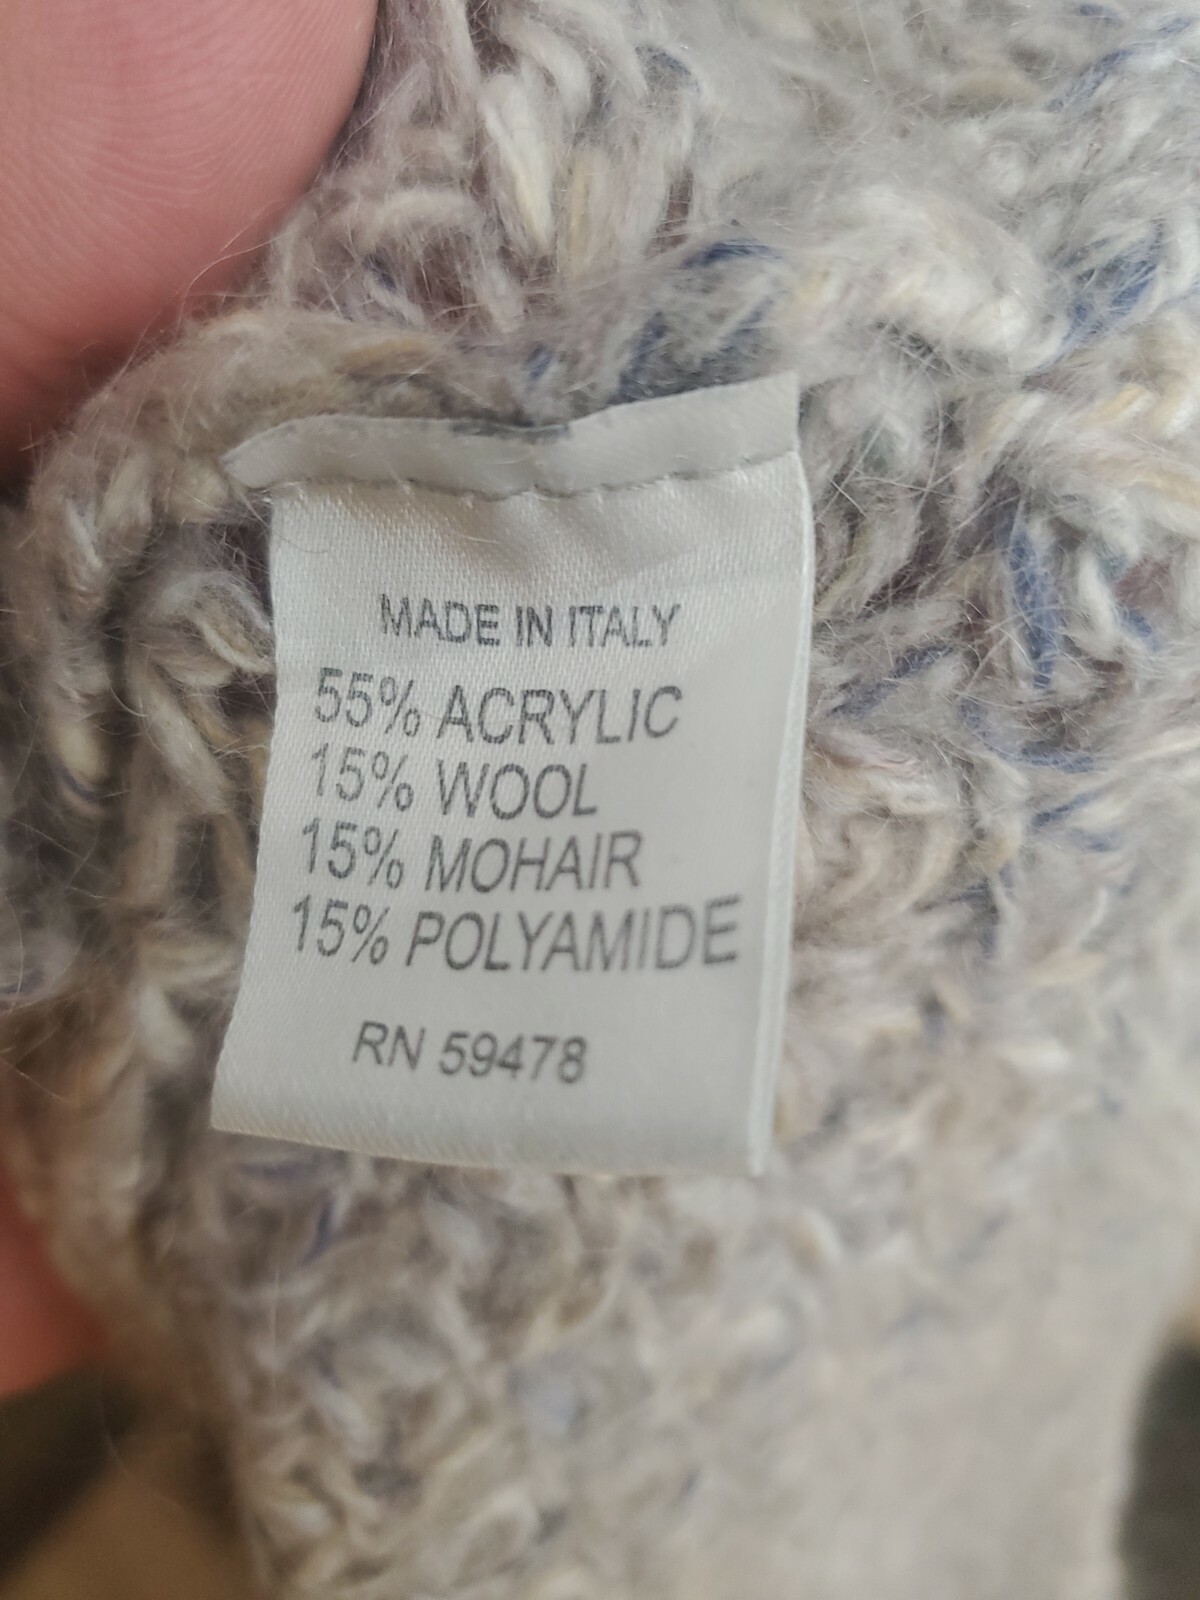 MADE IN ITALY
55% ACRYLIC
15% WOOL
15% MOHAIR
15% POLYAMIDE
RN 59478